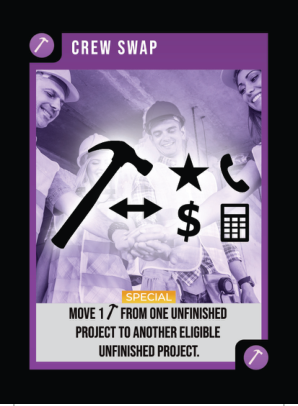 CREW SWAP
$
SPECIAL
MOVE 1 FROM ONE UNFINISHED
PROJECT TO ANOTHER ELIGIBLE
UNFINISHED PROJECT.